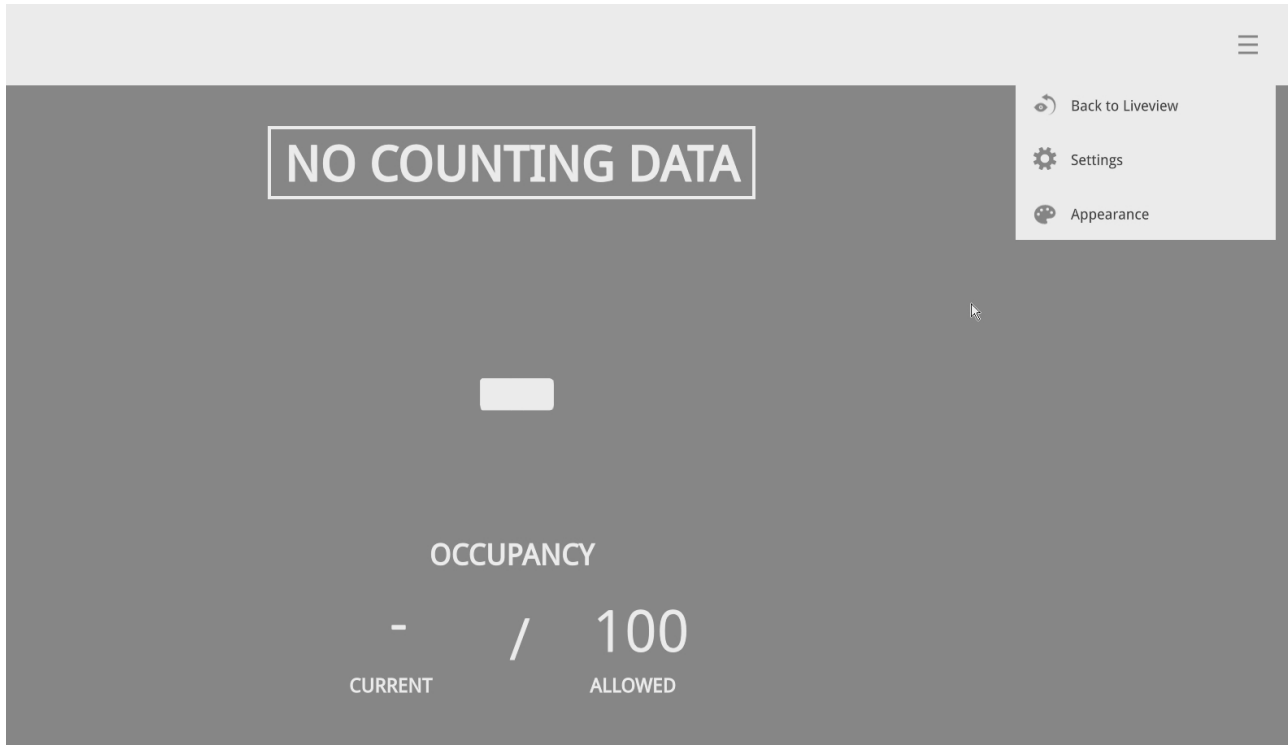 Back to Liveview
NO COUNTING DATA
Settings
Appearance
OCCUPANCY
- / 100
CURRENT ALLOWED